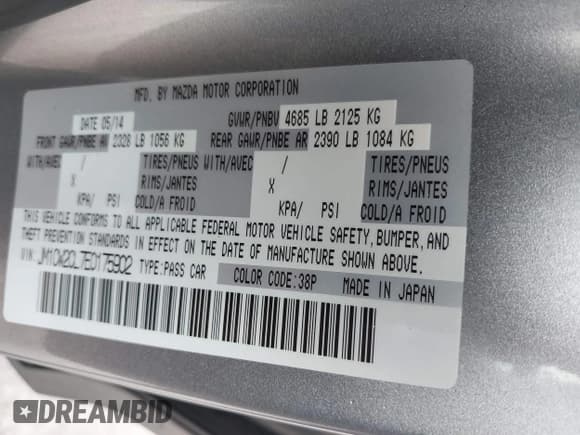 MFD. BY MAZDA MOTOR CORPORATION
DATE 05/14 GVWR/PNBV 4685 LB 2125 KG
FRONT GAWR/PNBE AV 2328 LB 1056 KG REAR GAWR/PNBE AR 2390 LB 1084 KG
WITH/AVEC / TIRES/PNEUS WITH/AVEC / TIRES/PNEUS
X RIMS/JANTES X RIMS/JANTES
KPA/ PSI COLD/A FROID KPA/ PSI COLD/A FROID
THIS VEHICLE CONFORMS TO ALL APPLICABLE FEDERAL MOTOR VEHICLE SAFETY, BUMPER, AND
THEFT PREVENTION STANDARDS IN EFFECT ON THE DATE OF MANUFACTURE SHOWN ABOVE.
VIN: JM1CW2CL7E0175902 TYPE:PASS CAR COLOR CODE:38P MADE IN JAPAN
DREAMBID